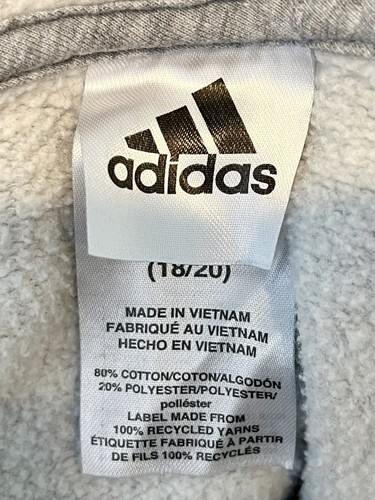 adidas
(18/20)
MADE IN VIETNAM
FABRIQUÉ AU VIETNAM
HECHO EN VIETNAM
80% COTTON/COTON/ALGODÓN
20% POLYESTER/POLYESTER/
poliéster
LABEL MADE FROM
100% RECYCLED YARNS
ÉTIQUETTE FABRIQUÉ À PARTIR
DE FILS 100% RECYCLÉS